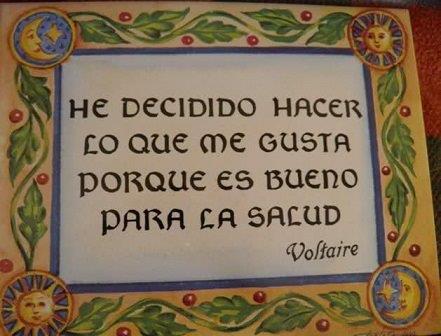 HE DECIDIDO HACER
LO QUE ME GUSTA
PORQUE ES BUENO
PARA LA SALUD
Voltaire